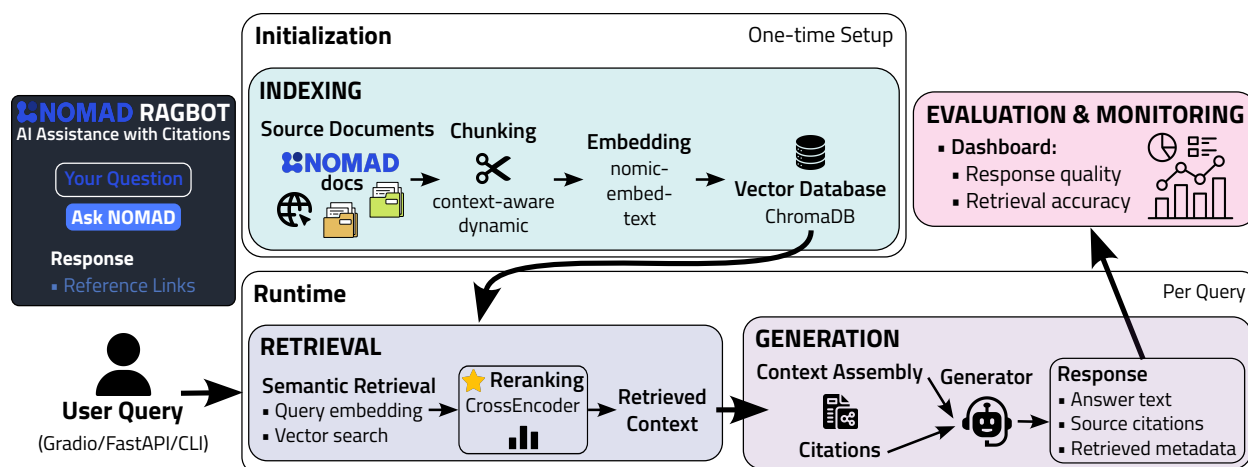 NOMAD RAGBOT
AI Assistance with Citations
Your Question
Ask NOMAD
Response
▪ Reference Links
User Query
(Gradio/FastAPI/CLI)
Initialization
One-time Setup
INDEXING
Source Documents
NOMAD
docs
Chunking
context-aware
dynamic
Embedding
nomic-
embed-
text
Vector Database
ChromaDB
Runtime
Per Query
RETRIEVAL
Semantic Retrieval
▪ Query embedding
▪ Vector search
Reranking
CrossEncoder
Retrieved
Context
GENERATION
Context Assembly
Citations
Generator
Response
▪ Answer text
▪ Source citations
▪ Retrieved metadata
EVALUATION & MONITORING
▪ Dashboard:
▪ Response quality
▪ Retrieval accuracy